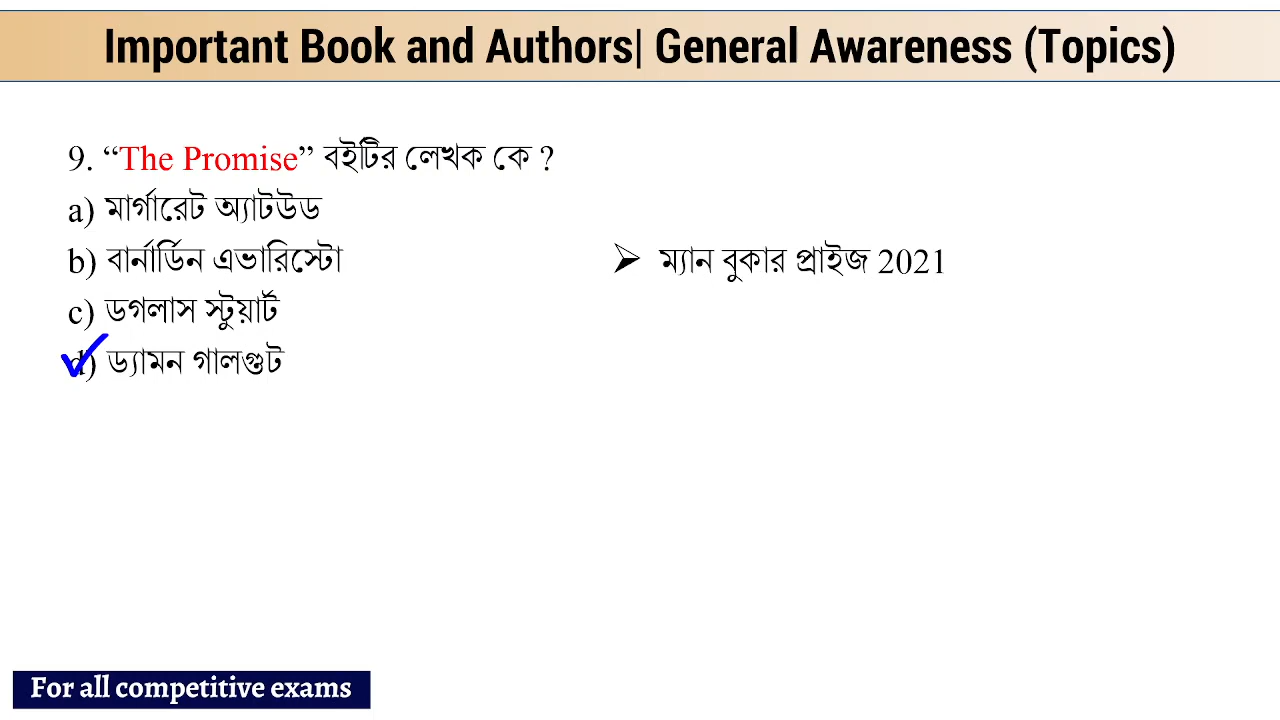 Important Book and Authors| General Awareness (Topics)
9. “The Promise” বইটির লেখক কে ?
a) মার্গারেট অ্যাটউড
b) বার্নার্ডিন এভারিস্টো
➢ ম্যান বুকার প্রাইজ 2021
c) ডগলাস স্টুয়ার্ট
d) ড্যামন গালগুট
For all competitive exams